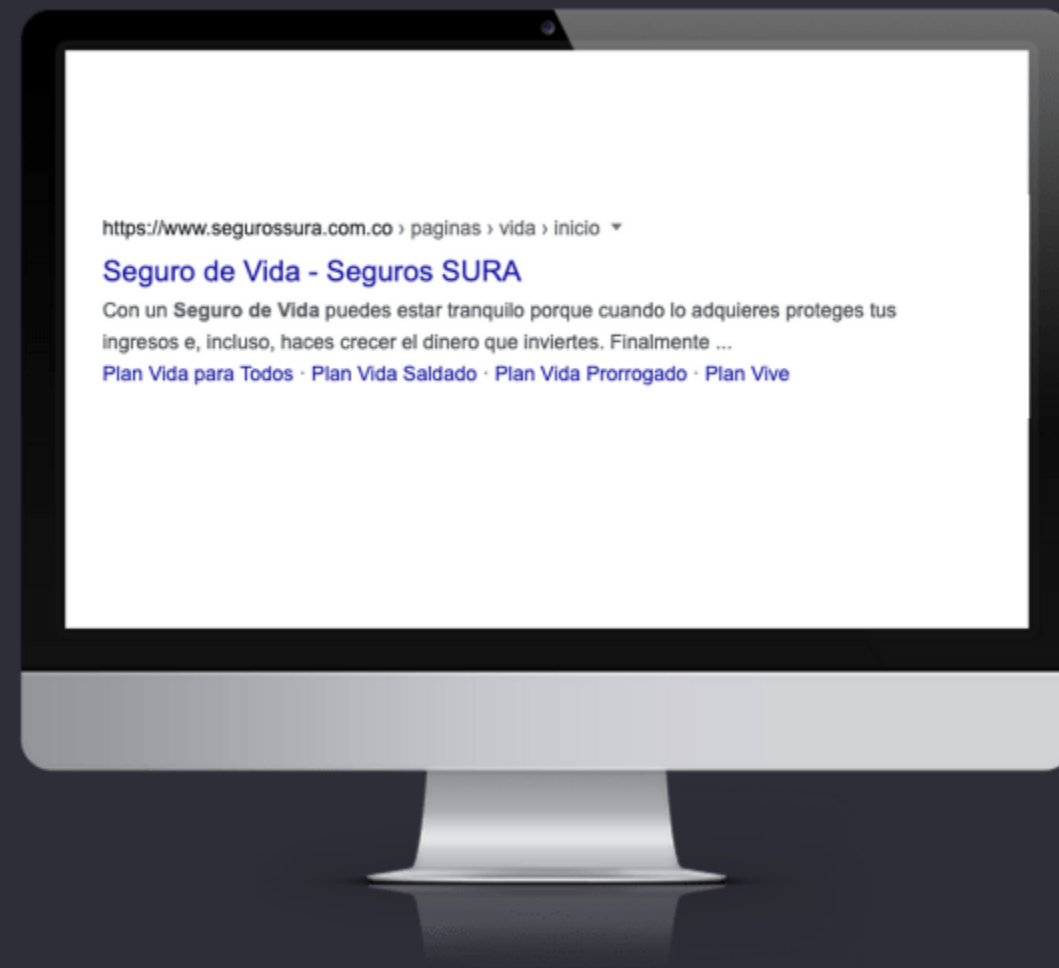 https://www.segurossura.com.co › paginas › vida › inicio
Seguro de Vida - Seguros SURA
Con un Seguro de Vida puedes estar tranquilo porque cuando lo adquieres proteges tus
ingresos e, incluso, haces crecer el dinero que inviertes. Finalmente ...
Plan Vida para Todos · Plan Vida Saldado · Plan Vida Prorrogado · Plan Vive